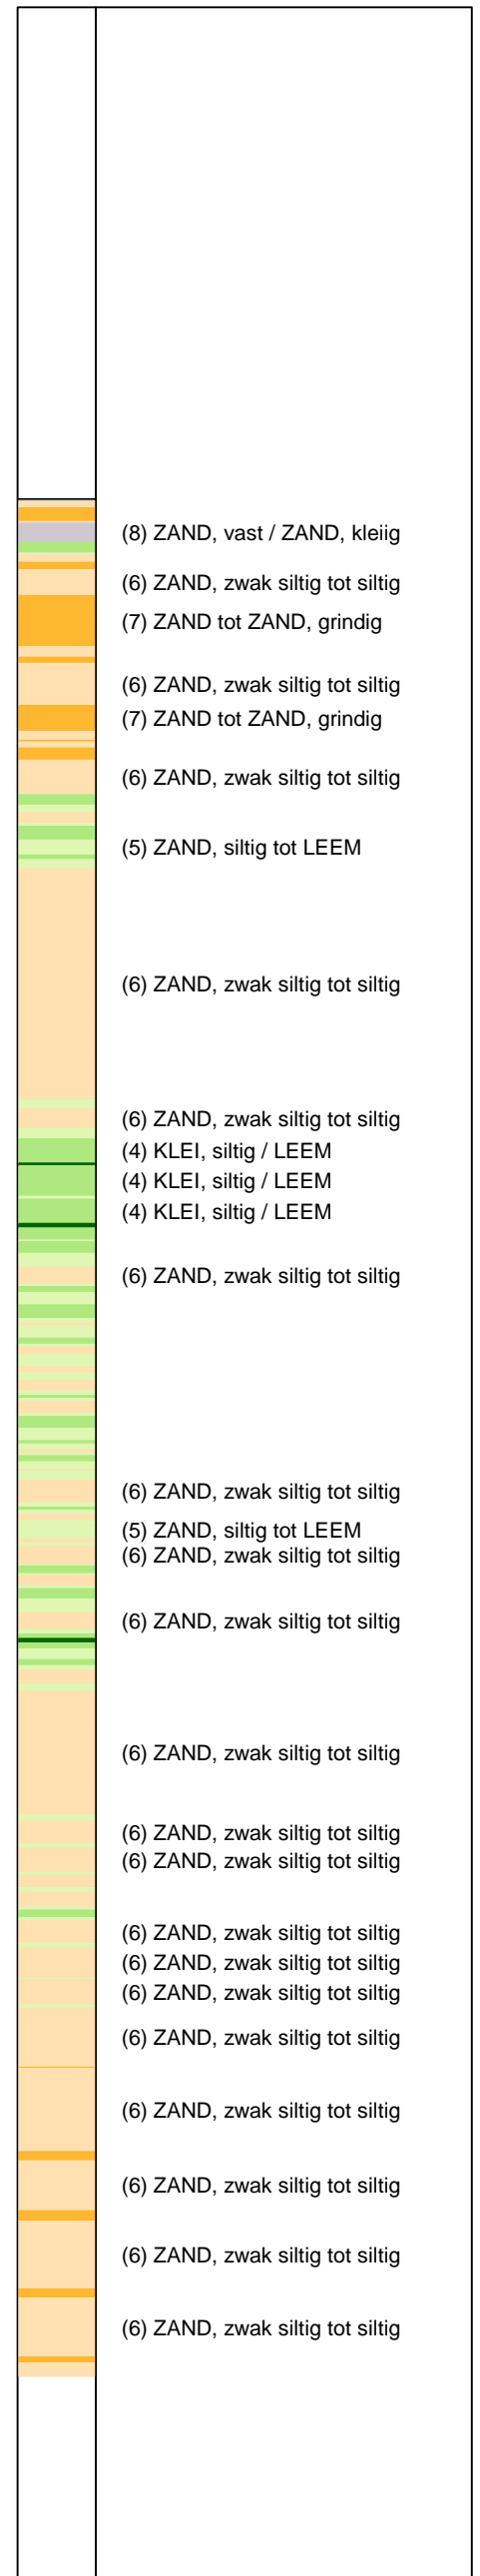 (8) ZAND, vast / ZAND, kleiig
(6) ZAND, zwak siltig tot siltig
(7) ZAND tot ZAND, grindig
(6) ZAND, zwak siltig tot siltig
(7) ZAND tot ZAND, grindig
(6) ZAND, zwak siltig tot siltig
(5) ZAND, siltig tot LEEM
(6) ZAND, zwak siltig tot siltig
(6) ZAND, zwak siltig tot siltig
(4) KLEI, siltig / LEEM
(4) KLEI, siltig / LEEM
(4) KLEI, siltig / LEEM
(6) ZAND, zwak siltig tot siltig
(6) ZAND, zwak siltig tot siltig
(5) ZAND, siltig tot LEEM
(6) ZAND, zwak siltig tot siltig
(6) ZAND, zwak siltig tot siltig
(6) ZAND, zwak siltig tot siltig
(6) ZAND, zwak siltig tot siltig
(6) ZAND, zwak siltig tot siltig
(6) ZAND, zwak siltig tot siltig
(6) ZAND, zwak siltig tot siltig
(6) ZAND, zwak siltig tot siltig
(6) ZAND, zwak siltig tot siltig
(6) ZAND, zwak siltig tot siltig
(6) ZAND, zwak siltig tot siltig
(6) ZAND, zwak siltig tot siltig
(6) ZAND, zwak siltig tot siltig